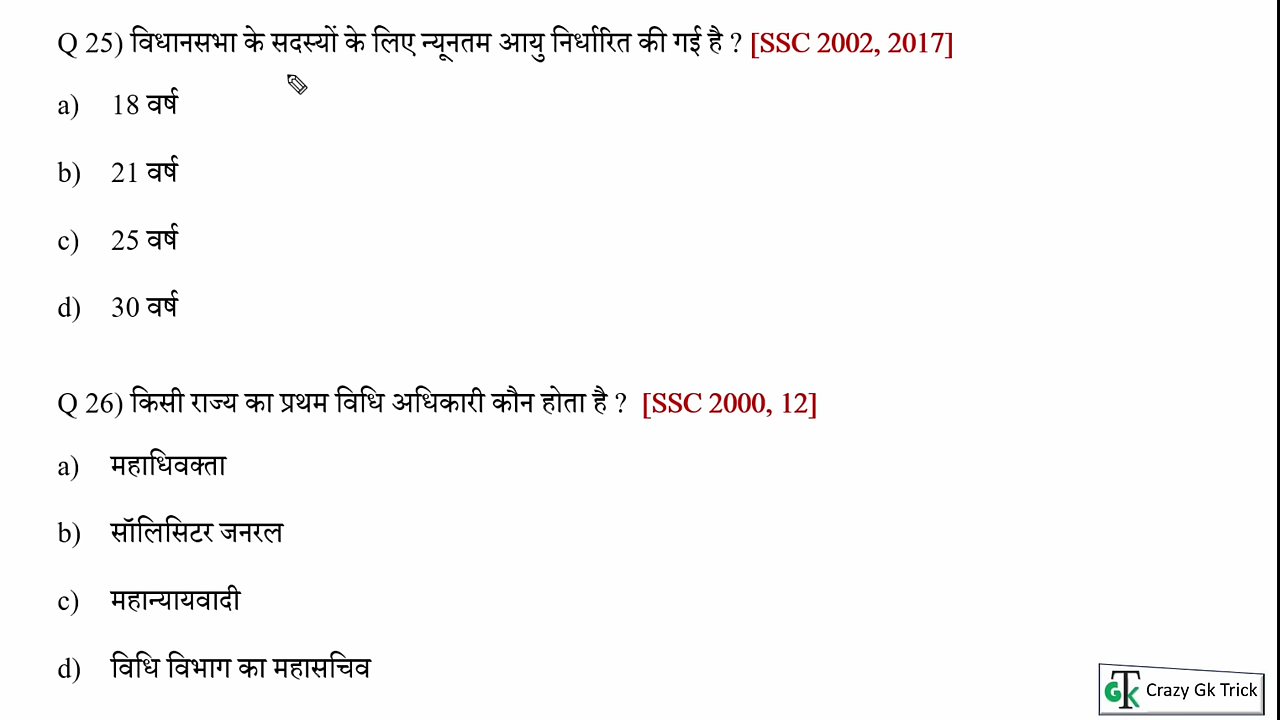 Q 25) विधानसभा के सदस्यों के लिए न्यूनतम आयु निर्धारित की गई है ? [SSC 2002, 2017]
a) 18 वर्ष
b) 21 वर्ष
c) 25 वर्ष
d) 30 वर्ष
Q 26) किसी राज्य का प्रथम विधि अधिकारी कौन होता है ? [SSC 2000, 12]
a) महाधिवक्ता
b) सॉलिसिटर जनरल
c) महान्यायवादी
d) विधि विभाग का महासचिव
GTk Crazy Gk Trick